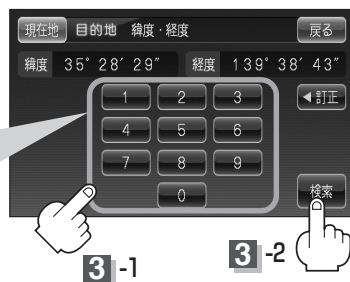 現在地 目的地 緯度・経度 戻る
緯度 35°28′29″ 経度 139°38′43″
1 2 3 ◀訂正
4 5 6
7 8 9
0 検索
3-1 3-2